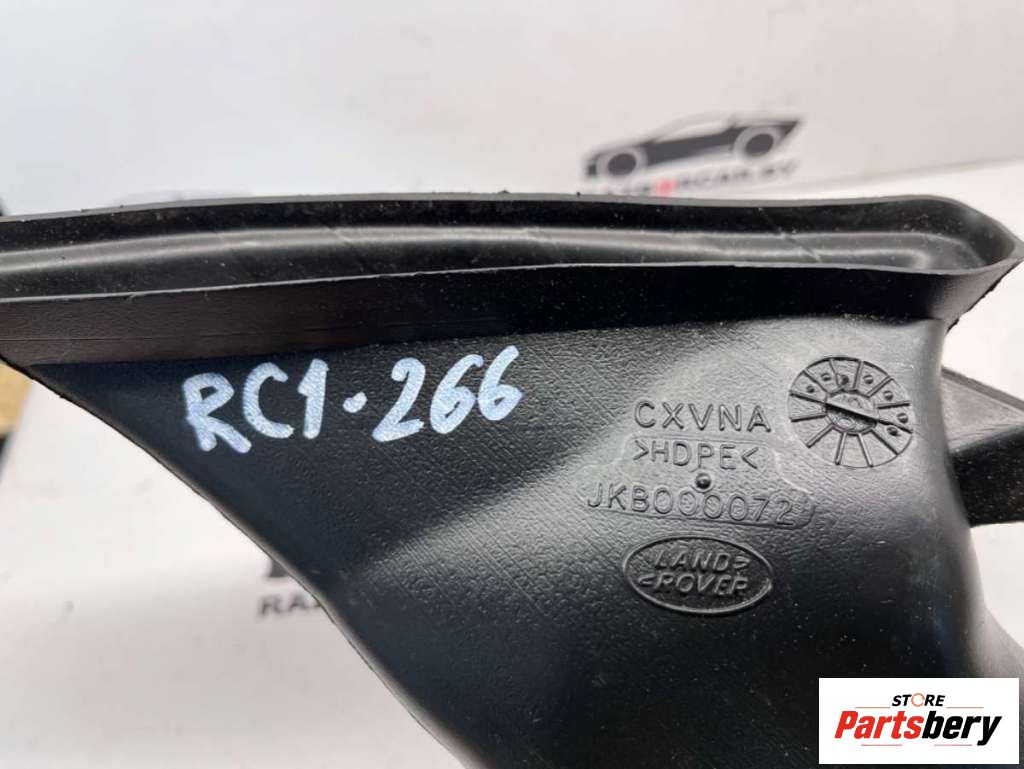 RC1.266
CXVNA
>HDPE<
JKB000072
LAND>
<ROVER
STORE
Partsbery